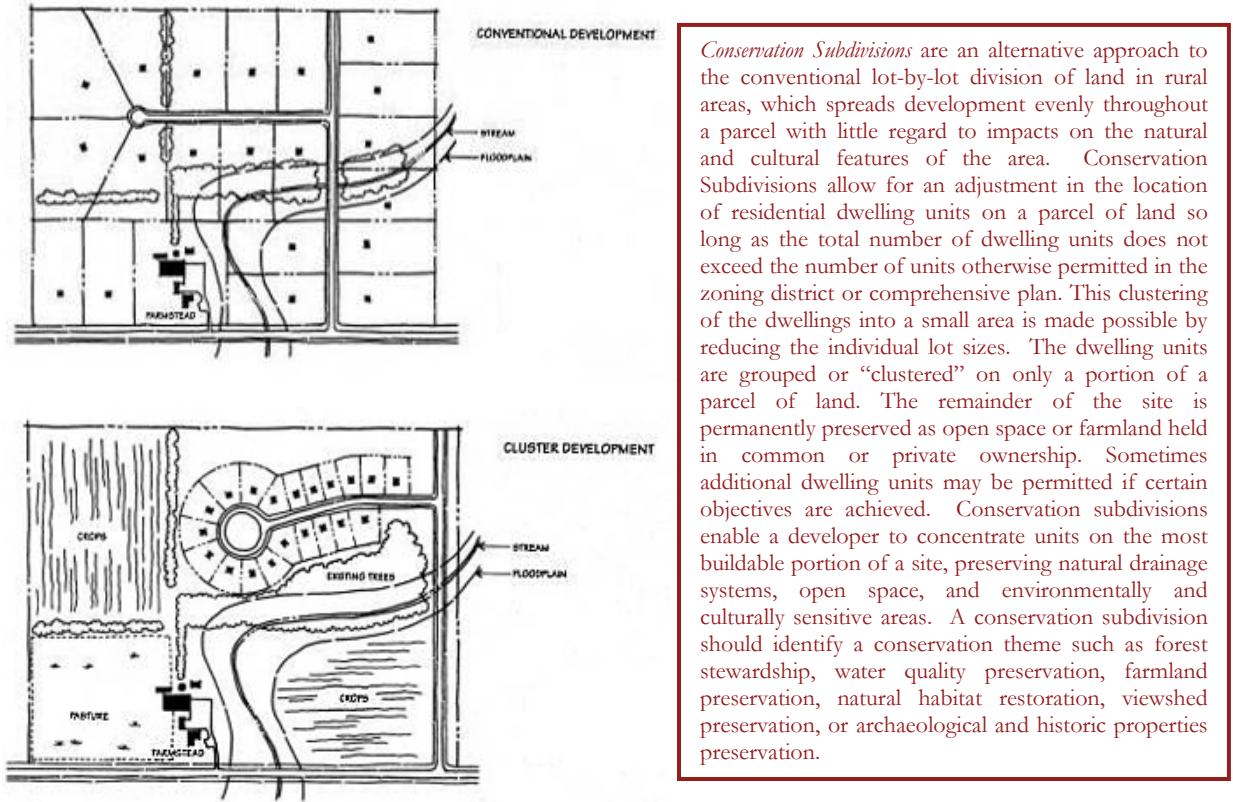 CONVENTIONAL DEVELOPMENT
STREAM
FLOODPLAIN
FARMSTEAD
CLUSTER DEVELOPMENT
CROPS
STREAM
EXISTING TREES
FLOODPLAIN
CROPS
PASTURE
FARMSTEAD
Conservation Subdivisions are an alternative approach to
the conventional lot-by-lot division of land in rural
areas, which spreads development evenly throughout
a parcel with little regard to impacts on the natural
and cultural features of the area. Conservation
Subdivisions allow for an adjustment in the location
of residential dwelling units on a parcel of land so
long as the total number of dwelling units does not
exceed the number of units otherwise permitted in the
zoning district or comprehensive plan. This clustering
of the dwellings into a small area is made possible by
reducing the individual lot sizes. The dwelling units
are grouped or “clustered” on only a portion of a
parcel of land. The remainder of the site is
permanently preserved as open space or farmland held
in common or private ownership. Sometimes
additional dwelling units may be permitted if certain
objectives are achieved. Conservation subdivisions
enable a developer to concentrate units on the most
buildable portion of a site, preserving natural drainage
systems, open space, and environmentally and
culturally sensitive areas. A conservation subdivision
should identify a conservation theme such as forest
stewardship, water quality preservation, farmland
preservation, natural habitat restoration, viewshed
preservation, or archaeological and historic properties
preservation.